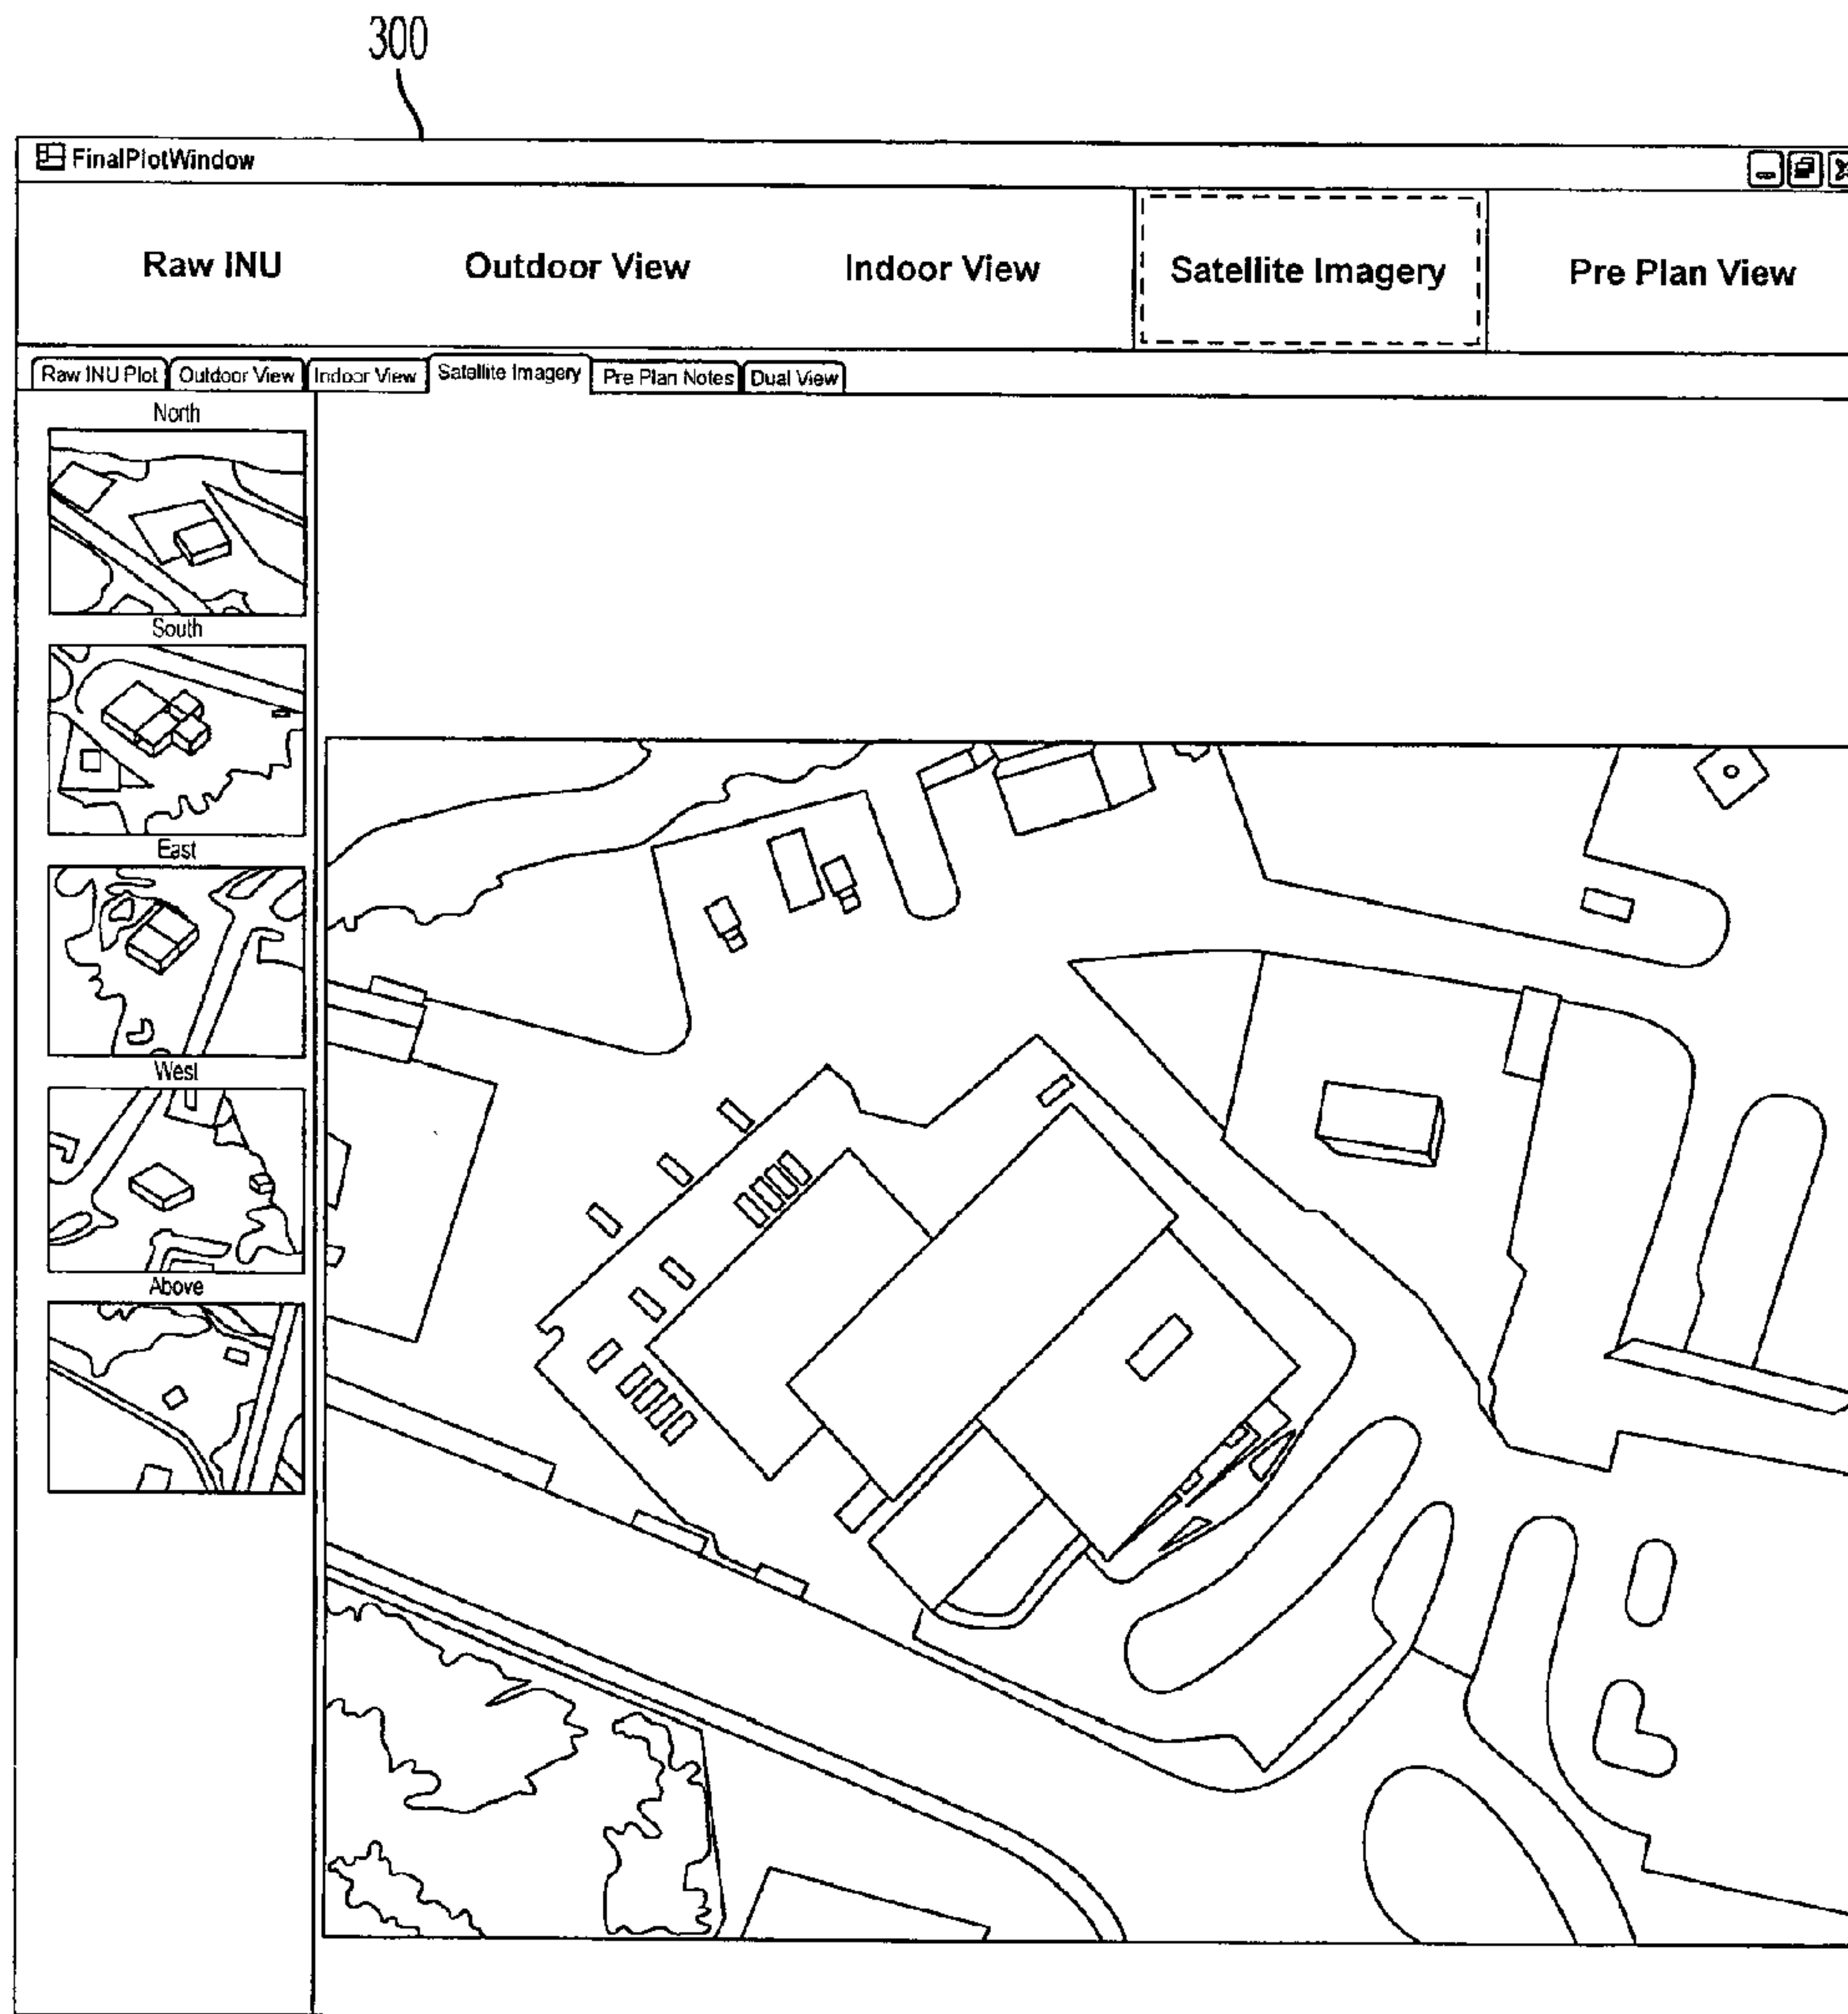 300
FinalPlotWindow
Raw INU Outdoor View Indoor View Satellite Imagery Pre Plan View
Raw INU Plot Outdoor View Indoor View Satellite Imagery Pre Plan Notes Dual View
North
South
East
West
Above